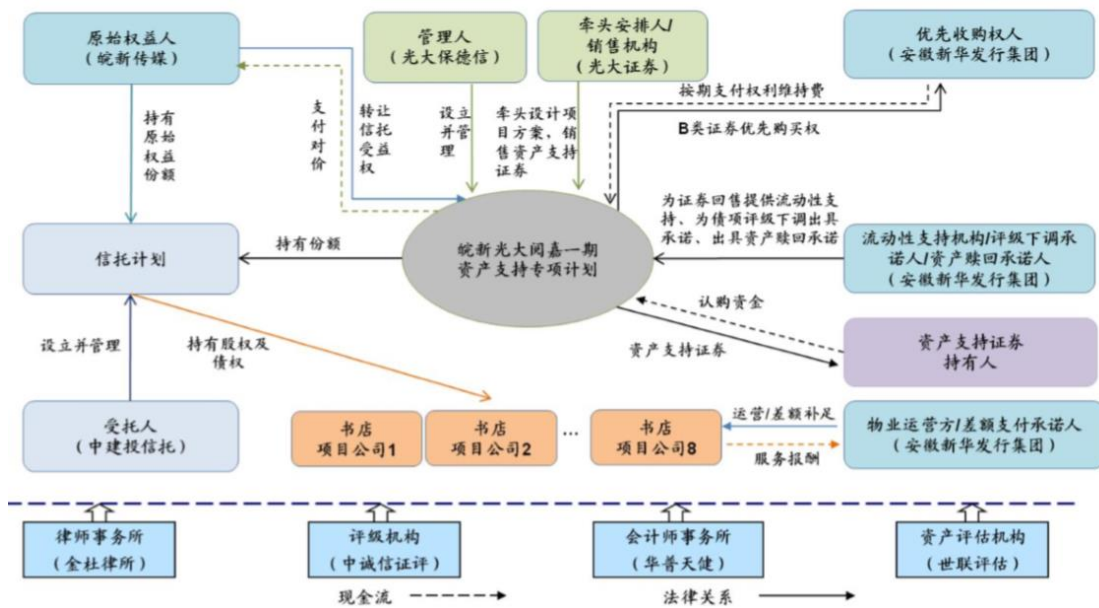 原始权益人
（皖新传媒）
管理人
（光大保德信）
牵头安排人/
销售机构
（光大证券）
优先收购权人
（安徽新华发行集团）
按期支付权利维持费
B类证券优先购买权
持有
原始
权益
份额
支
付
对
价
转让
信托
受益
权
设立
并管
理
牵头设计项
目方案，销
售资产支持
证券
为证券回售提供流动性支
持、为债项评级下调出具
承诺、出具资产赎回承诺
信托计划
持有份额
皖新光大阅嘉一期
资产支持专项计划
流动性支持机构/评级下调承
诺人/资产赎回承诺人
（安徽新华发行集团）
认购资金
资产支持证券
资产支持证券
持有人
设立并管理
持有股权及
债权
受托人
（中建投信托）
书店
项目公司1
书店
项目公司2
...
书店
项目公司8
运营/差额补足
服务报酬
物业运营方/差额支付承诺人
（安徽新华发行集团）
律师事务所
（金杜律所）
评级机构
（中诚信证评）
会计师事务所
（华普天健）
资产评估机构
（世联评估）
现金流
法律关系